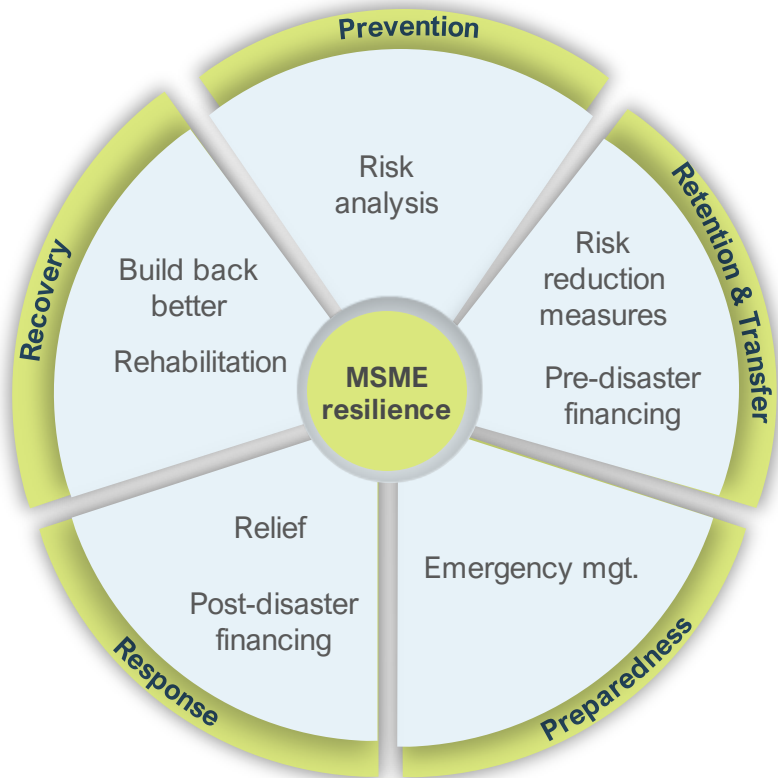 Prevention
Risk
analysis
Retention & Transfer
Risk
reduction
measures
Pre-disaster
financing
Preparedness
Emergency mgt.
Response
Relief
Post-disaster
financing
Recovery
Build back
better
Rehabilitation
MSME
resilience